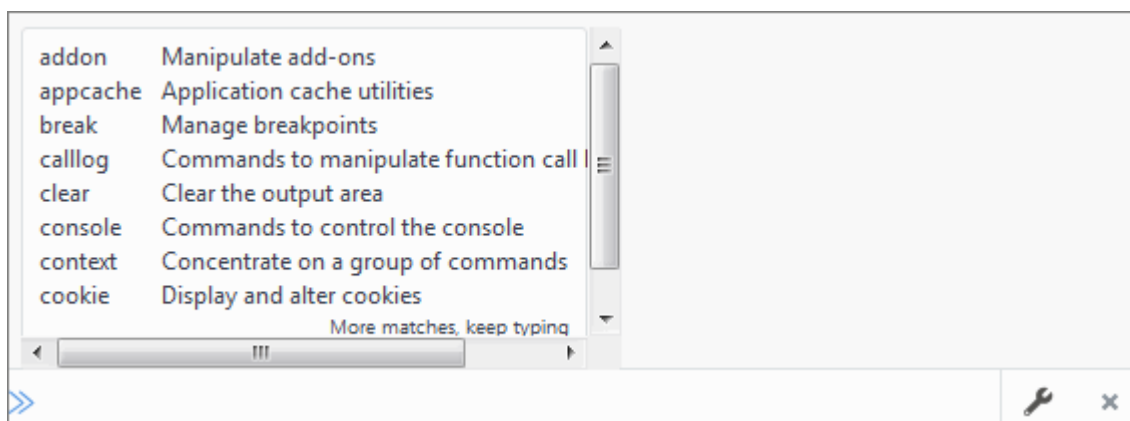 addon Manipulate add-ons
appcache Application cache utilities
break Manage breakpoints
calllog Commands to manipulate function call
clear Clear the output area
console Commands to control the console
context Concentrate on a group of commands
cookie Display and alter cookies
More matches, keep typing